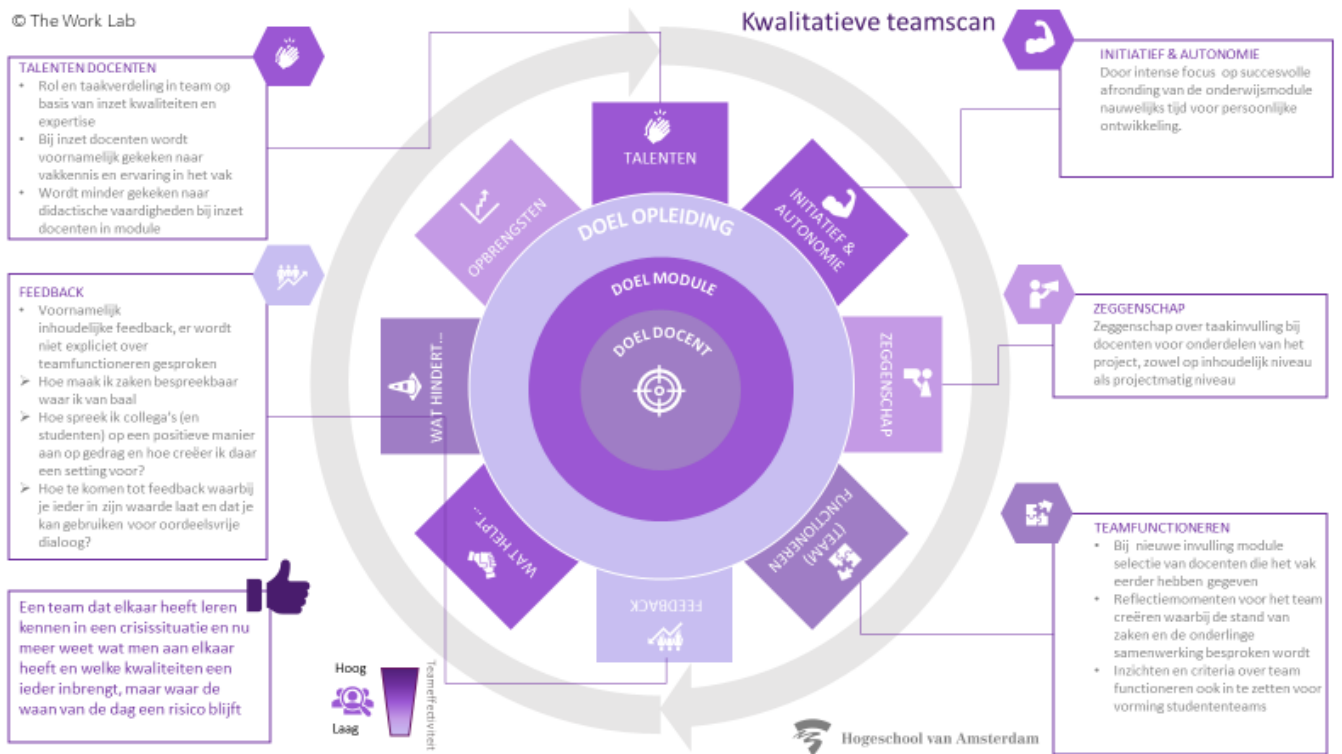 © The Work Lab
Kwalitatieve teamscan
TALENTEN DOCENTEN
• Rol en taakverdeling in team op
basis van inzet kwaliteiten en
expertise
• Bij inzet docenten wordt
voornamelijk gekeken naar
vakkennis en ervaring in het vak
• Wordt minder gekeken naar
didactische vaardigheden bij inzet
docenten in module
FEEDBACK
• Voornamelijk
inhoudelijke feedback, er wordt
niet expliciet over
teamfunctioneren gesproken
➢ Hoe maak ik zaken bespreekbaar
waar ik van baal
➢ Hoe spreek ik collega's (en
studenten) op een positieve manier
aan op gedrag en hoe creëer ik daar
een setting voor?
➢ Hoe te komen tot feedback waarbij
je ieder in zijn waarde laat en dat je
kan gebruiken voor oordeelsvrije
dialoog?
Een team dat elkaar heeft leren
kennen in een crisissituatie en nu
meer weet wat men aan elkaar
heeft en welke kwaliteiten een
ieder inbrengt, maar waar de
waan van de dag een risico blijft
TALENTEN
INITIATIEF &
AUTONOMIE
ZEGGENSCHAP
(TEAM)
FUNCTIONEREN
FEEDBACK
WAT HELPT...
WAT HINDERT...
OPBRENGSTEN
DOEL OPLEIDING
DOEL MODULE
DOEL DOCENT
Hoog
Laag
Teameffectiviteit
INITIATIEF & AUTONOMIE
Door intense focus op succesvolle
afronding van de onderwijsmodule
nauwelijks tijd voor persoonlijke
ontwikkeling.
ZEGGENSCHAP
Zeggenschap over taakinvulling bij
docenten voor onderdelen van het
project, zowel op inhoudelijk niveau
als projectmatig niveau
TEAMFUNCTIONEREN
• Bij nieuwe invulling module
selectie van docenten die het vak
eerder hebben gegeven
• Reflectiemomenten voor het team
creëren waarbij de stand van
zaken en de onderlinge
samenwerking besproken wordt
• Inzichten en criteria over team
functioneren ook in te zetten voor
vorming studententeams
Hogeschool van Amsterdam